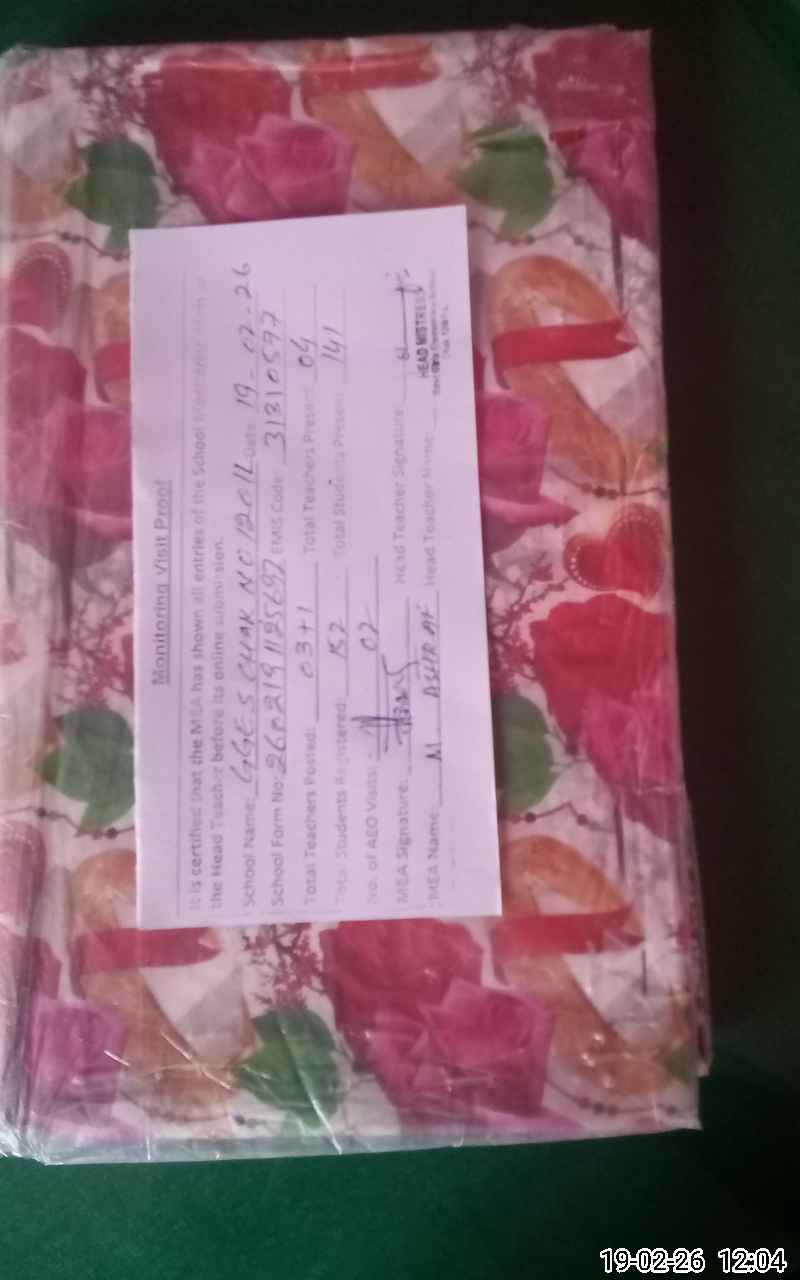 Monitoring Visit Proof
It is certified that the MEA has shown all entries of the School
the Head Teacher before its online submission.
School Name: GGES CHAK NO 120 1L Date: 19-02-26
School Form No: EMIS Code: 31310597
Total Teachers Posted: 03+1 Total Teachers Present: 04
Total Students Registered: 152 Total Students Present: 141
No. of AEO Visits: 02
MEA Signature: Head Teacher Signature:
MEA Name: M ASHRAF Head Teacher Name:
HEAD MISTRESS
19-02-26 12:04